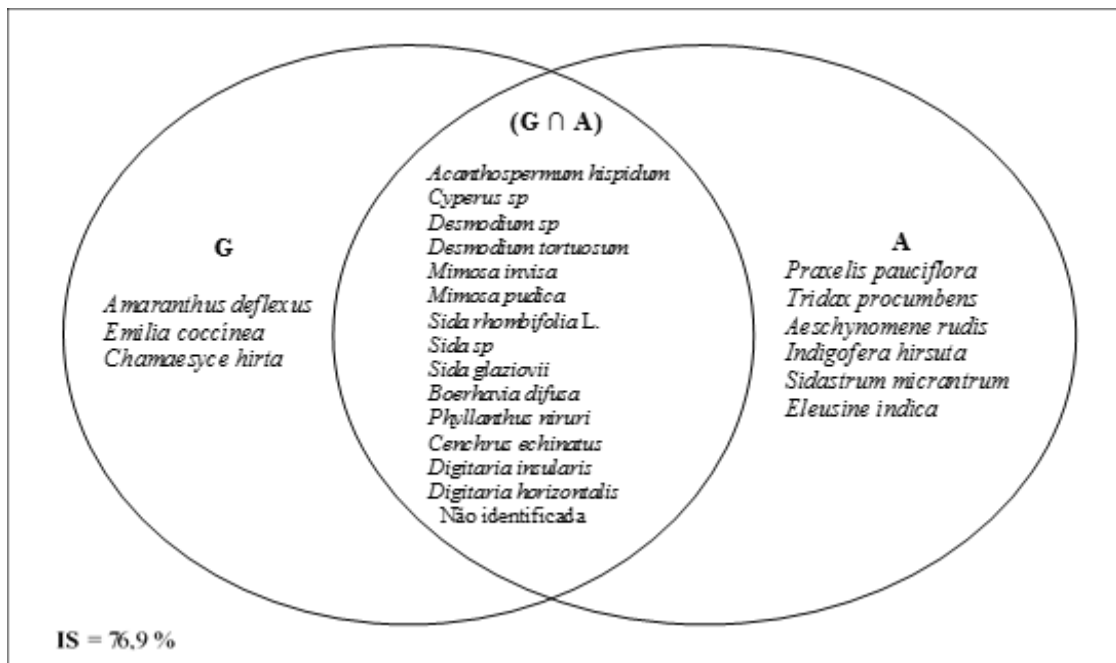 (G ∩ A)
Acanthospermum hispidum
Cyperus sp
Desmodium sp
Desmodium tortuosum
Mimosa invisa
Mimosa pudica
Sida rhombifolia L.
Sida sp
Sida glaziovii
Boerhavia difusa
Phyllanthus niruri
Cenchrus echinatus
Digitaria insularis
Digitaria horizontalis
Não identificada
G
Amaranthus deflexus
Emilia coccínea
Chamaesyce hirta
A
Praxelis pauciflora
Tridax procumbens
Aeschynomene rudis
Indigofera hirsuta
Sidastrum micrantrum
Eleusine indica
IS = 76,9 %